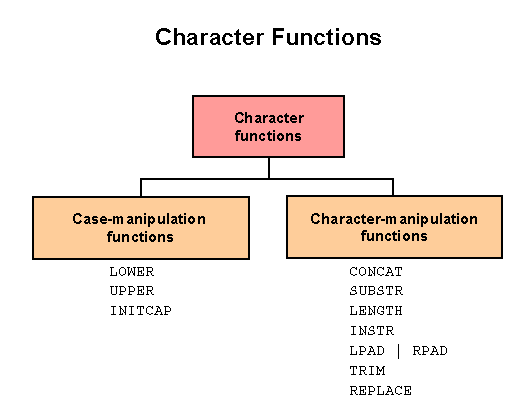 Character Functions
Character
functions
Case-manipulation
functions
Character-manipulation
functions
LOWER
UPPER
INITCAP
CONCAT
SUBSTR
LENGTH
INSTR
LPAD | RPAD
TRIM
REPLACE